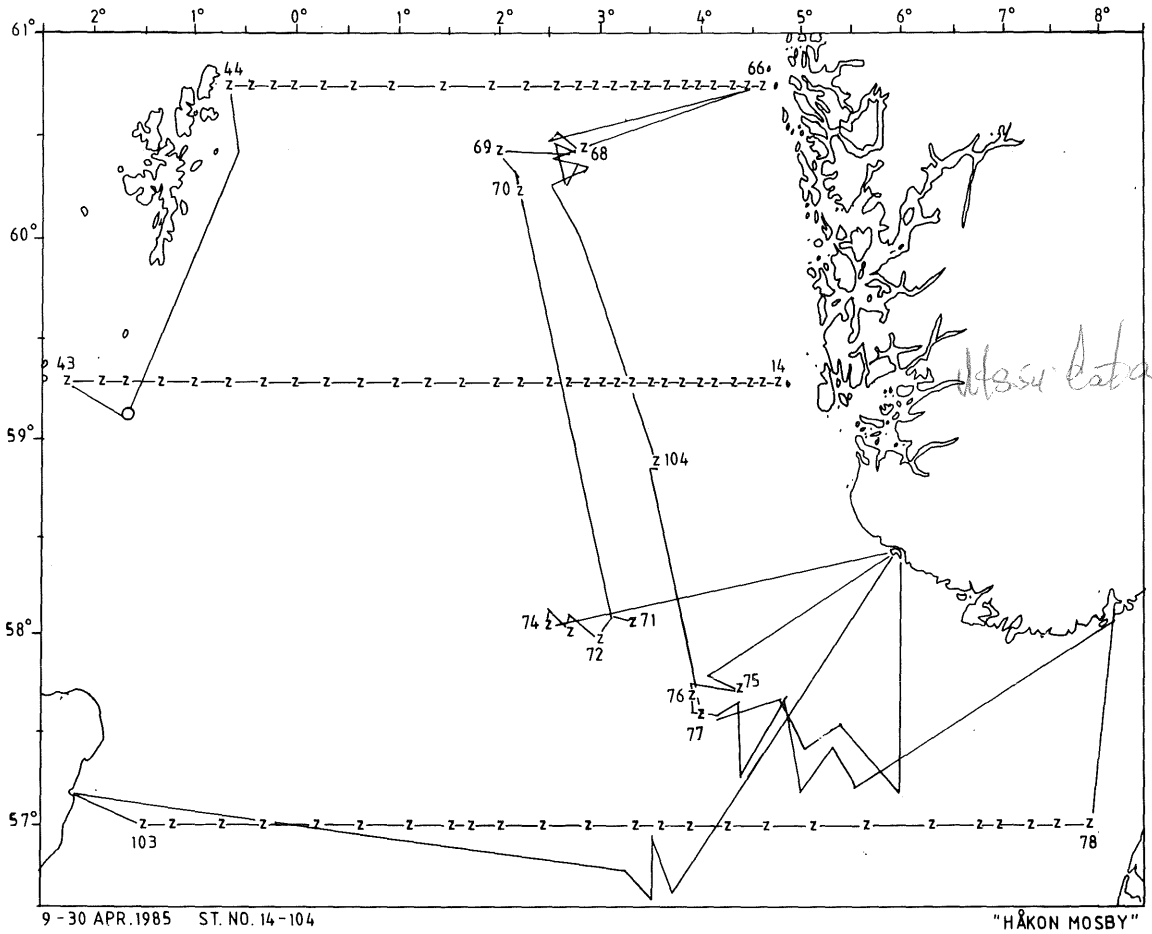 2° 1° 0° 1° 2° 3° 4° 5° 6° 7° 8°
61°
44 66
69 z 68
70 z
60°
43 14
59°
z 104
74 z z 71
58°
72
76 z z 75
77
57°
103 78
9-30 APR.1985 ST. NO. 14-104 "HÅKON MOSBY"